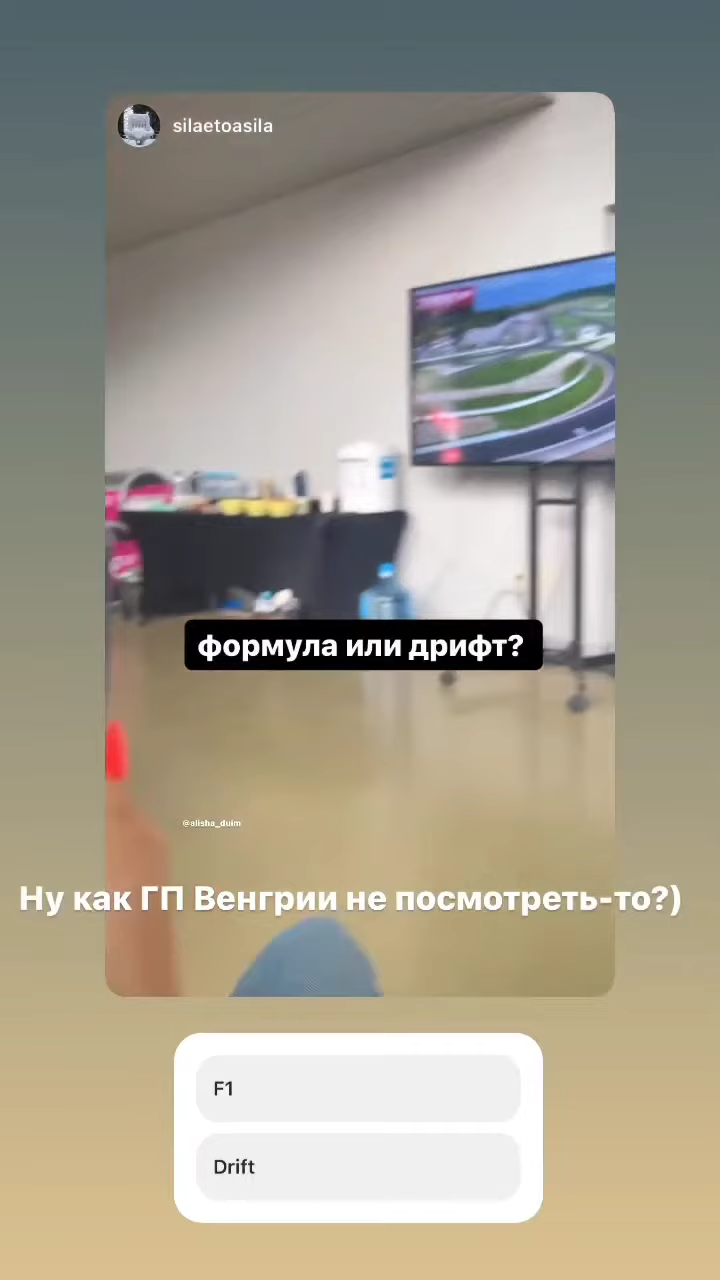 silaetoasila
формула или дрифт?
@alisha_duim
Ну как ГП Венгрии не посмотреть-то?)
F1
Drift